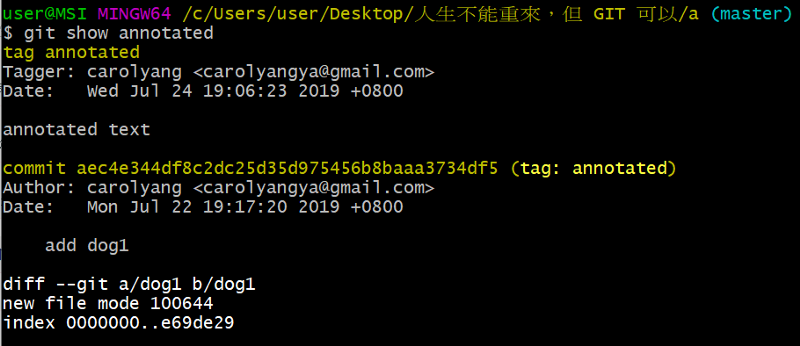 user@MSI MINGW64 /c/Users/user/Desktop/人生不能重來，但 GIT 可以/a (master)
$ git show annotated
tag annotated
Tagger: carolyang <carolyangya@gmail.com>
Date:   Wed Jul 24 19:06:23 2019 +0800
annotated text
commit aec4e344df8c2dc25d35d975456b8baaa3734df5 (tag: annotated)
Author: carolyang <carolyangya@gmail.com>
Date:   Mon Jul 22 19:17:20 2019 +0800
    add dog1
diff --git a/dog1 b/dog1
new file mode 100644
index 0000000..e69de29